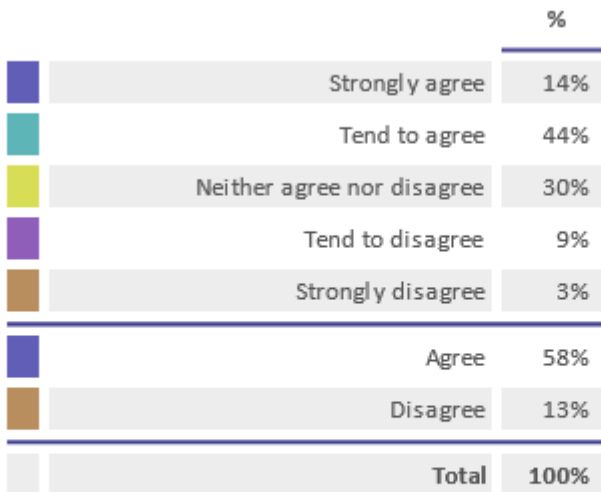 %
Strongly agree 14%
Tend to agree 44%
Neither agree nor disagree 30%
Tend to disagree 9%
Strongly disagree 3%
Agree 58%
Disagree 13%
Total 100%